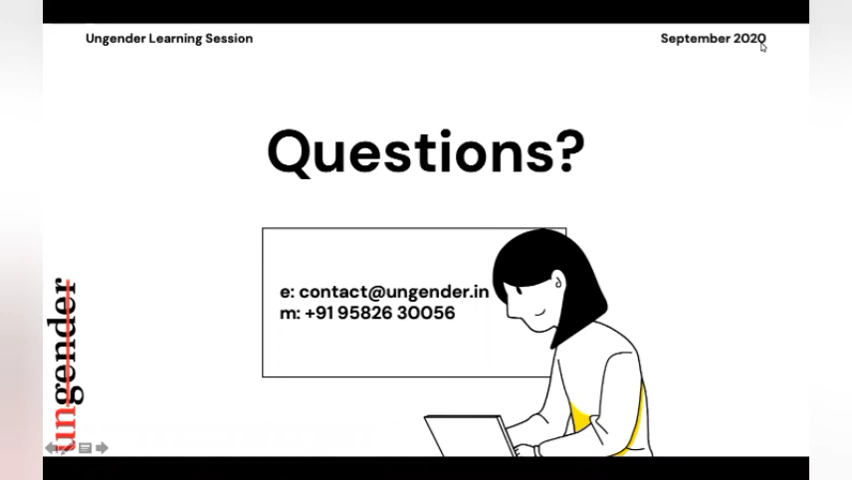 Ungender Learning Session
September 2020
Questions?
e: contact@ungender.in
m: +91 95826 30056
ungender